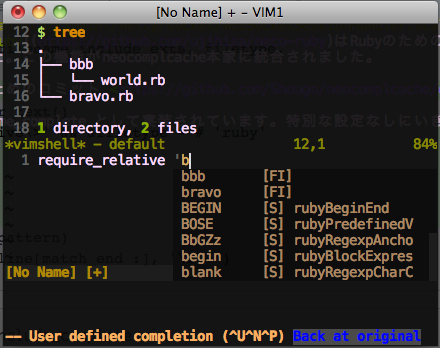 [No Name] + - VIM1
12 $ tree
13 .
14 ├── bbb
15 │   └── world.rb
16 └── bravo.rb
17
18 1 directory, 2 files
*vimshell* - default 12,1 84%
1 require_relative 'b
bbb [FI]
bravo [FI]
BEGIN [S] rubyBeginEnd
BOSE [S] rubyPredefinedV
BbGZz [S] rubyRegexpAncho
begin [S] rubyBlockExpres
blank [S] rubyRegexpCharC
~
~
[No Name] [+]
-- User defined completion (^U^N^P) Back at original